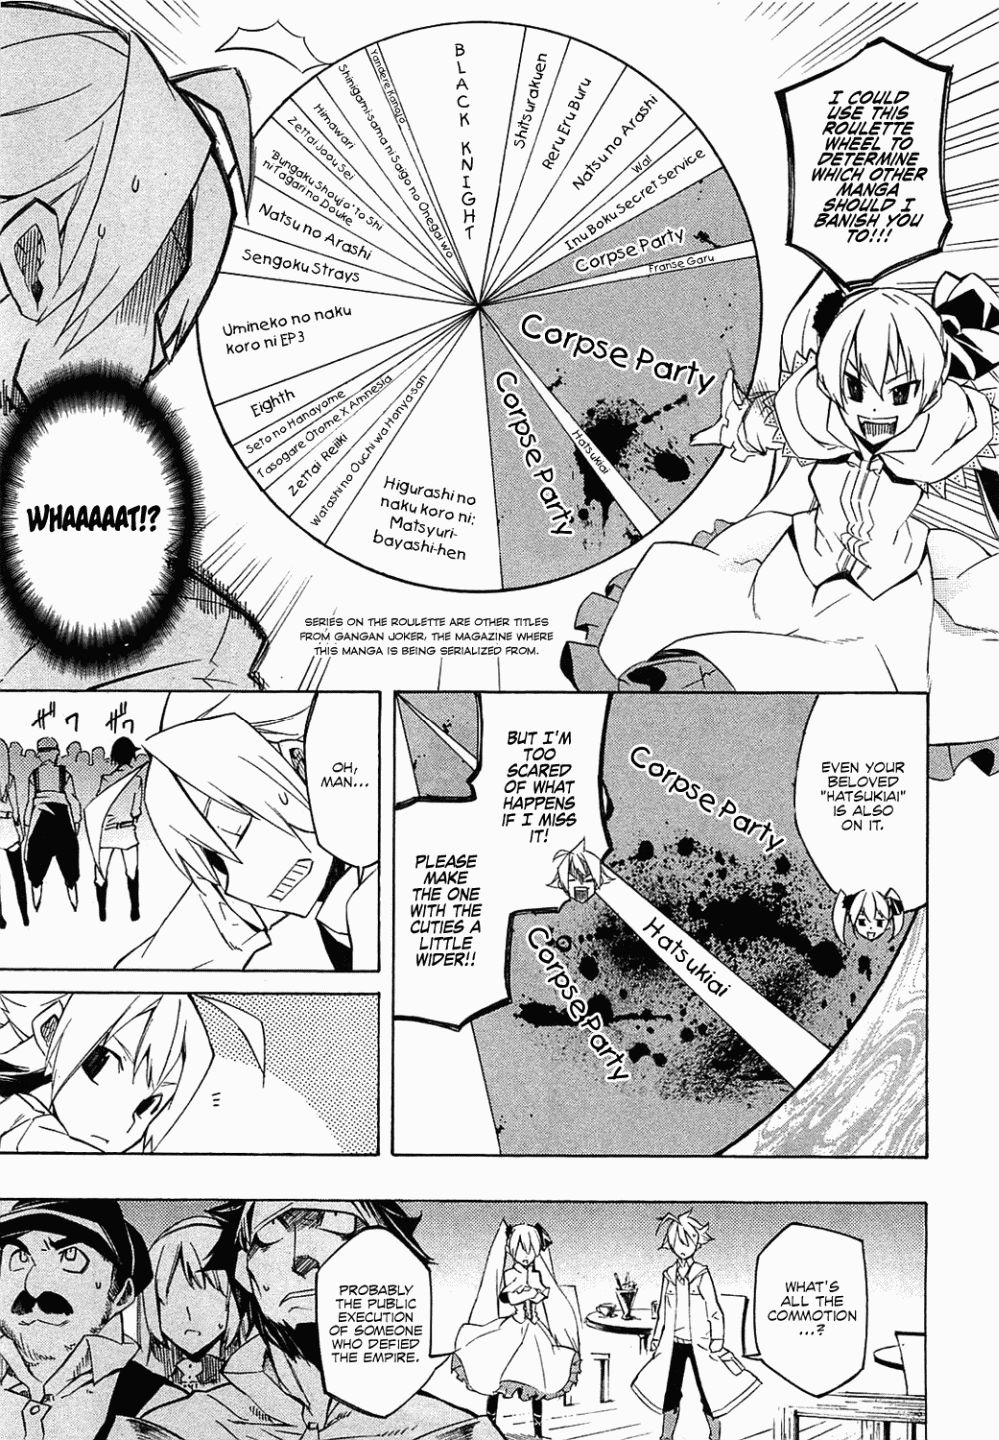 I COULD
USE THIS
ROULETTE
WHEEL TO
DETERMINE
WHICH OTHER
MANGA
SHOULD I
BANISH YOU
TO!!!
BLACK KNIGHT
Shitsurakuen
Reru Eru Buru
Natsu no Arashi
Wa!
Inu Boku Secret Service
Corpse Party
Franse Garu
Corpse Party
Hatsukiai
Corpse Party
Higurashi no
naku koro ni:
Matsyuri-
bayashi-hen
Watashi no Ouchi wa Honya-san
Zettai Reiiki
Tasogare Otome X Amnesia
Seto no Hanayome
Eighth
Umineko no naku
koro ni EP3
Sengoku Strays
Natsu no Arashi
"Bungaku Shoujo" to Shi
ni Tagari no Douke
Zettai Joou Sei
Himawari
Shinigami-sama ni Saigo no Onegai wo
Yandere Kanojo
WHAAAAAT!?
SERIES ON THE ROULETTE ARE OTHER TITLES
FROM GANGAN JOKER, THE MAGAZINE WHERE
THIS MANGA IS BEING SERIALIZED FROM.
EVEN YOUR
BELOVED
"HATSUKIAI"
IS ALSO
ON IT.
Corpse Party
Hatsukiai
Corpse Party
BUT I'M
TOO
SCARED
OF WHAT
HAPPENS
IF I MISS
IT!
PLEASE
MAKE
THE ONE
WITH THE
CUTIES A
LITTLE
WIDER!!
OH,
MAN...
ザワ
ザワ
WHAT'S
ALL THE
COMMOTION
...?
PROBABLY
THE PUBLIC
EXECUTION
OF SOMEONE
WHO DEFIED
THE EMPIRE.